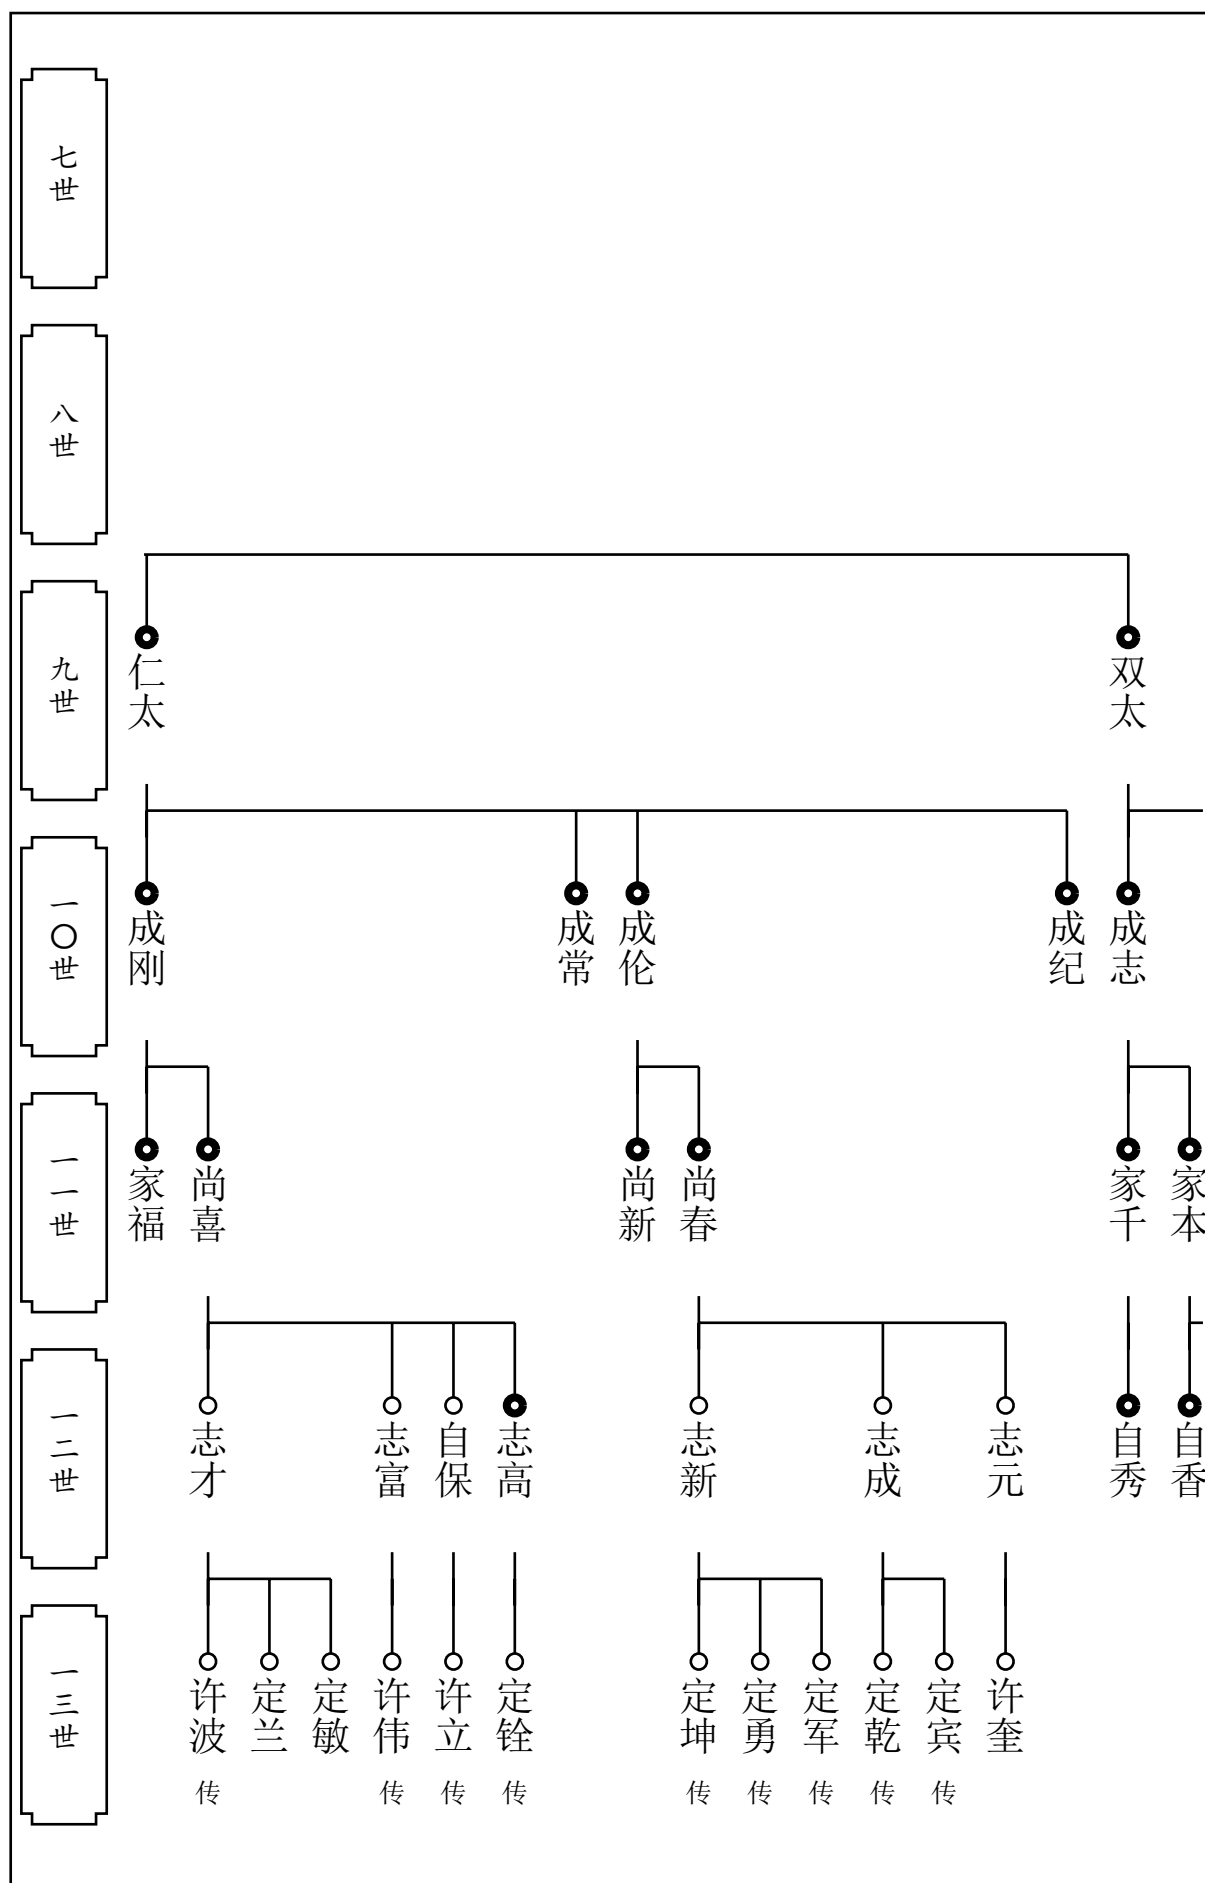 七世
八世
九世
仁太
双太
一〇世
成刚
成常
成伦
成纪
成志
一一世
家福
尚喜
尚新
尚春
家千
家本
一二世
志才
志富
自保
志高
志新
志成
志元
自秀
自香
一三世
许波
定兰
定敏
许伟
许立
定铨
定坤
定勇
定军
定乾
定宾
许奎
传
传
传
传
传
传
传
传
传